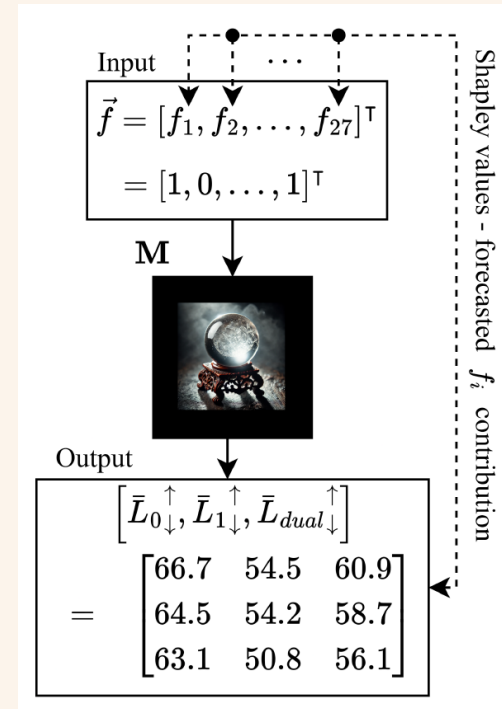 Input
. . .
f⃗ = [f₁, f₂, . . . , f₂₇]ᵀ
= [1, 0, . . . , 1]ᵀ
M
Output
[L̄₀↓↑, L̄₁↓↑, L̄dual↓↑]
= [66.7 54.5 60.9
64.5 54.2 58.7
63.1 50.8 56.1]
Shapley values - forecasted fᵢ contribution